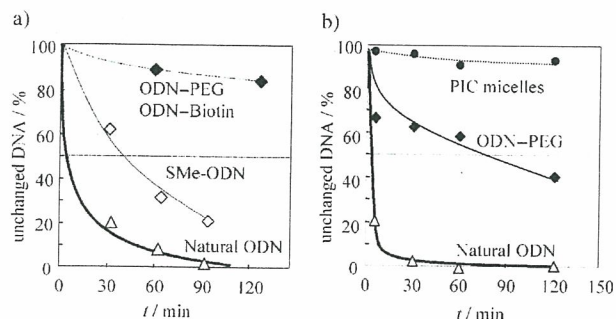 a)
unchanged DNA / %
100
80
60
40
20
0
ODN–PEG
ODN–Biotin
SMe-ODN
Natural ODN
0 30 60 90 120
t / min
b)
unchanged DNA / %
100
80
60
40
20
0
PIC micelles
ODN–PEG
Natural ODN
0 30 60 90 120 150
t / min